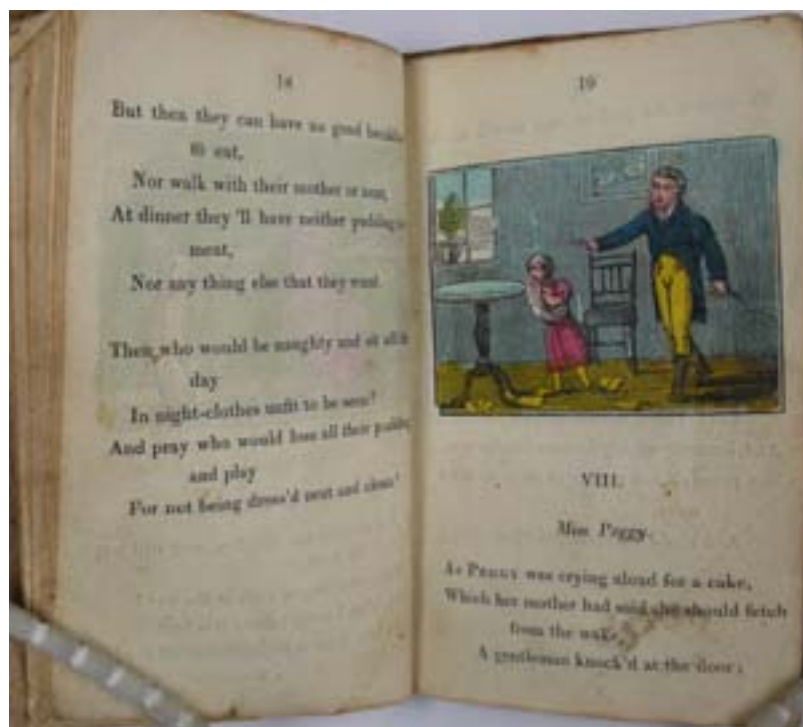 18
But then they can have no good breakfast
to eat,
Nor walk with their mother or aunt,
At dinner they 'll have neither pudding nor
meat,
Nor any thing else that they want.
Then who would be naughty and sit all the
day
In night-clothes unfit to be seen?
And pray who would lose all their pudding
and play
For not being dress'd neat and clean?
19
VIII.
Miss Peggy.
As PEGGY was crying aloud for a cake,
Which her mother had said she should fetch
from the wake,
A gentleman knock'd at the door;